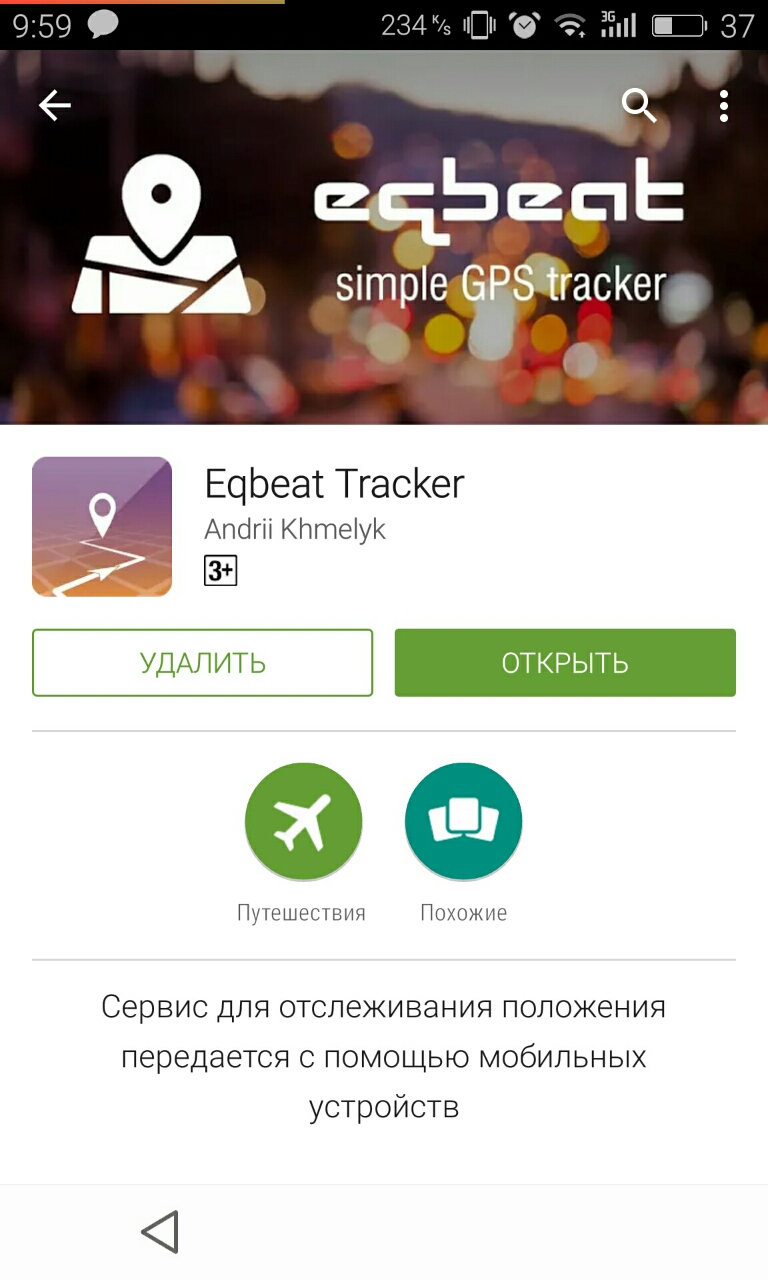 9:59 234 K/s 3G 37
eqbeat
simple GPS tracker
Eqbeat Tracker
Andrii Khmelyk
3+
УДАЛИТЬ ОТКРЫТЬ
Путешествия Похожие
Сервис для отслеживания положения
передается с помощью мобильных
устройств